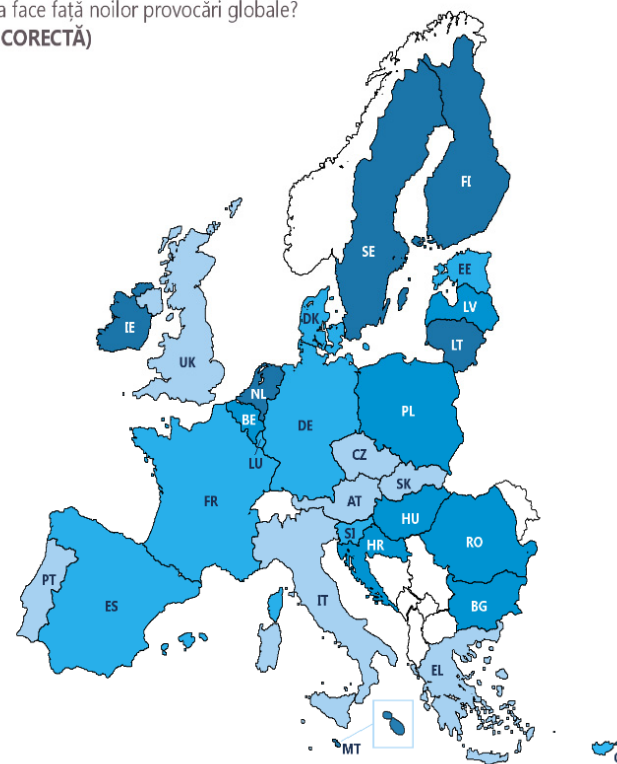 a face față noilor provocări globale?
CORECTĂ)
FI
SE
EE
LV
DK
LT
IE
UK
NL
PL
BE
DE
CZ
LU
SK
AT
FR
HU
SI
RO
HR
PT
IT
ES
BG
EL
MT